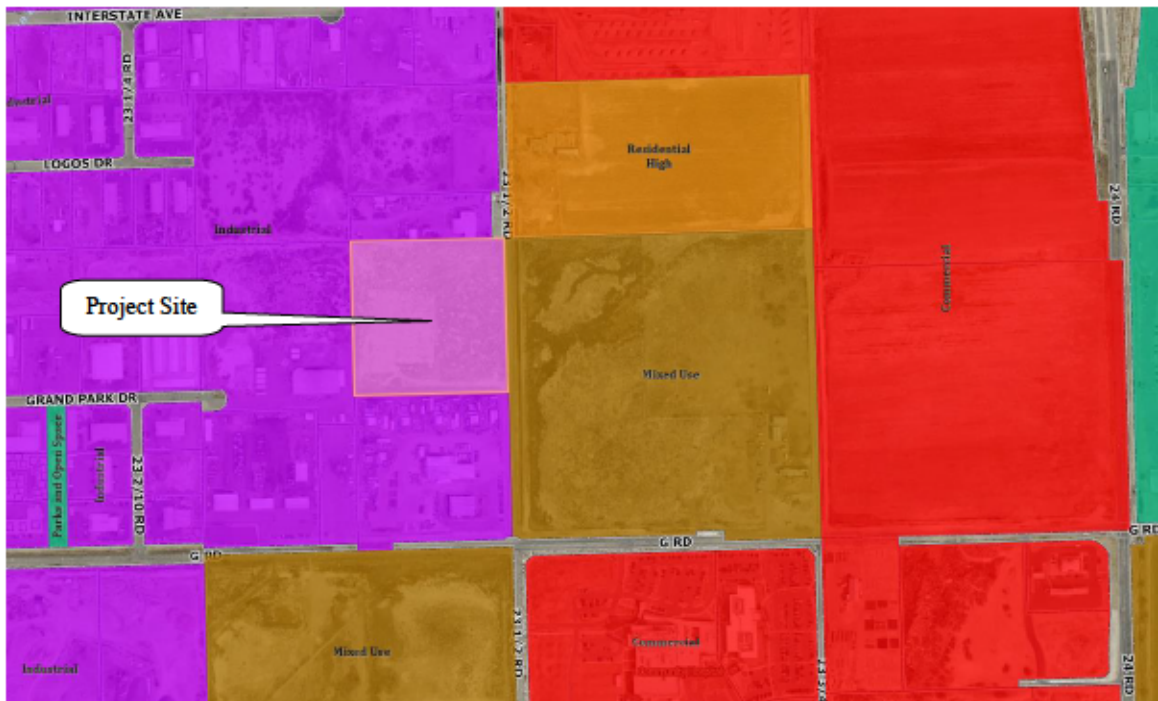 INTERSTATE AVE
23 1/4 RD
LOGOS DR
Industrial
23 1/2 RD
Residential
High
24 RD
Commercial
Project Site
Mixed Use
GRAND PARK DR
Parks and Open Space
Industrial
23 2/10 RD
G RD
G RD
Industrial
Mixed Use
23 1/2 RD
Commercial
24 RD